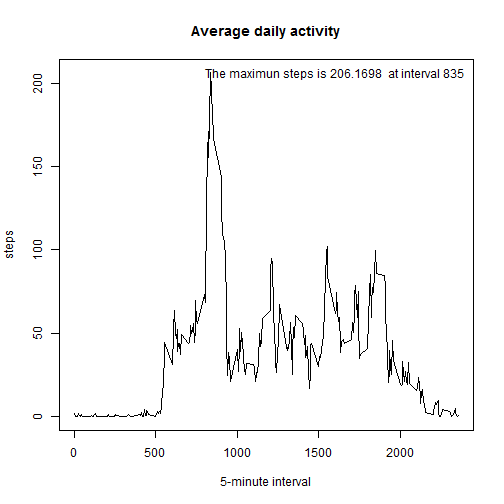 Average daily activity
The maximun steps is 206.1698  at interval 835
steps
0
50
100
150
200
0
500
1000
1500
2000
5-minute interval